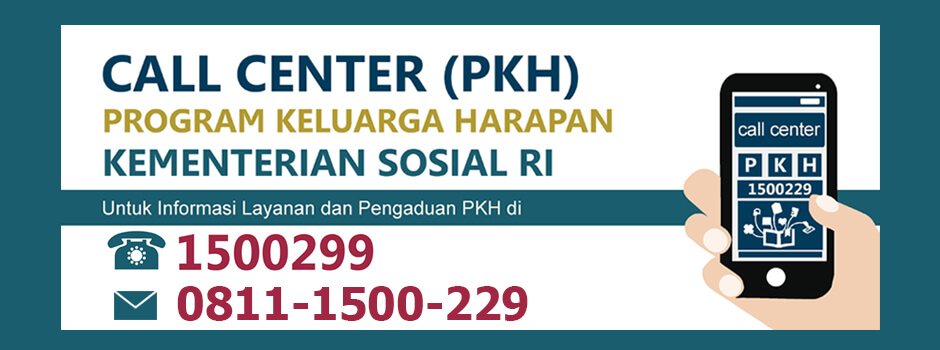 CALL CENTER (PKH)
PROGRAM KELUARGA HARAPAN
KEMENTERIAN SOSIAL RI
Untuk Informasi Layanan dan Pengaduan PKH di
1500299
0811-1500-229
call center
P K H
1500229